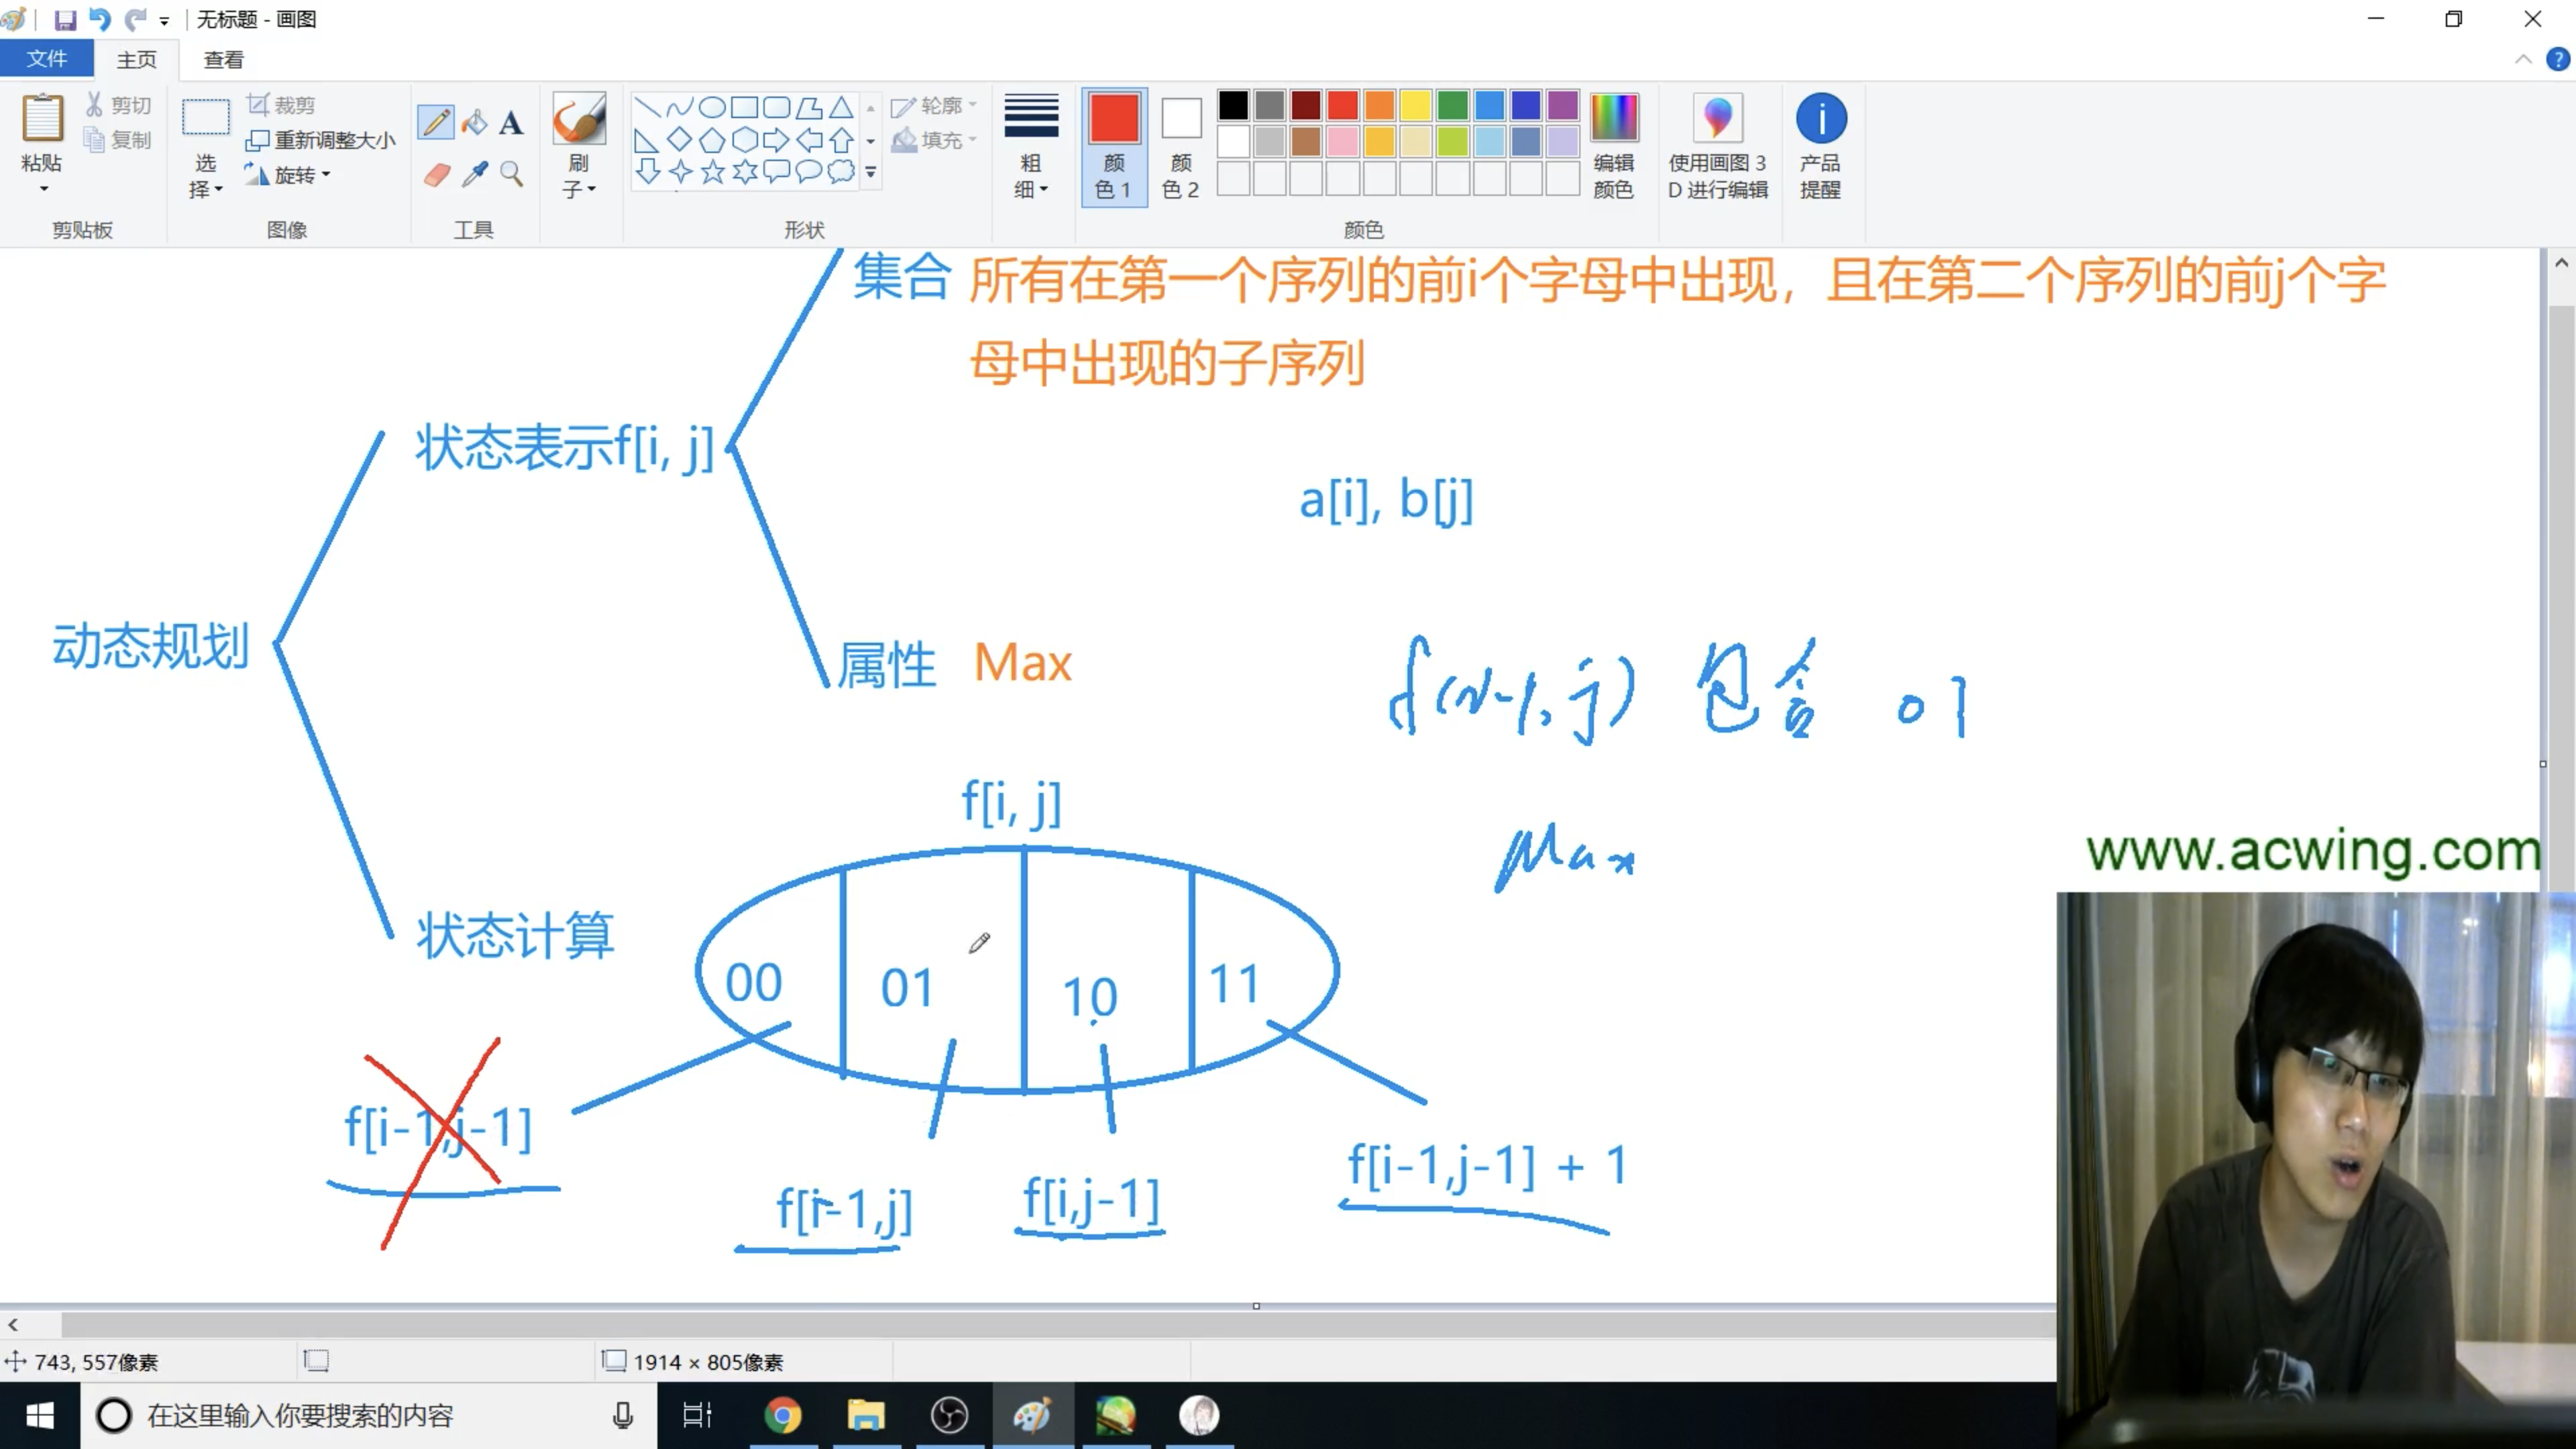 无标题 - 画图
文件 主页 查看
粘贴 剪切 复制 剪贴板
选择 裁剪 重新调整大小 旋转 图像
A 工具
刷子
形状 轮廓 填充
粗细
颜色 1 颜色 2 颜色 编辑颜色
使用画图 3D 进行编辑
产品提醒
集合 所有在第一个序列的前i个字母中出现，且在第二个序列的前j个字
母中出现的子序列
状态表示f[i, j]
a[i], b[j]
动态规划
属性 Max
f(i-1, j) 包含 01
f[i, j]
Max
www.acwing.com
状态计算
00 01 10 11
f[i-1,j-1]
f[i-1,j]
f[i,j-1]
f[i-1,j-1] + 1
743, 557像素
1914 × 805像素
在这里输入你要搜索的内容